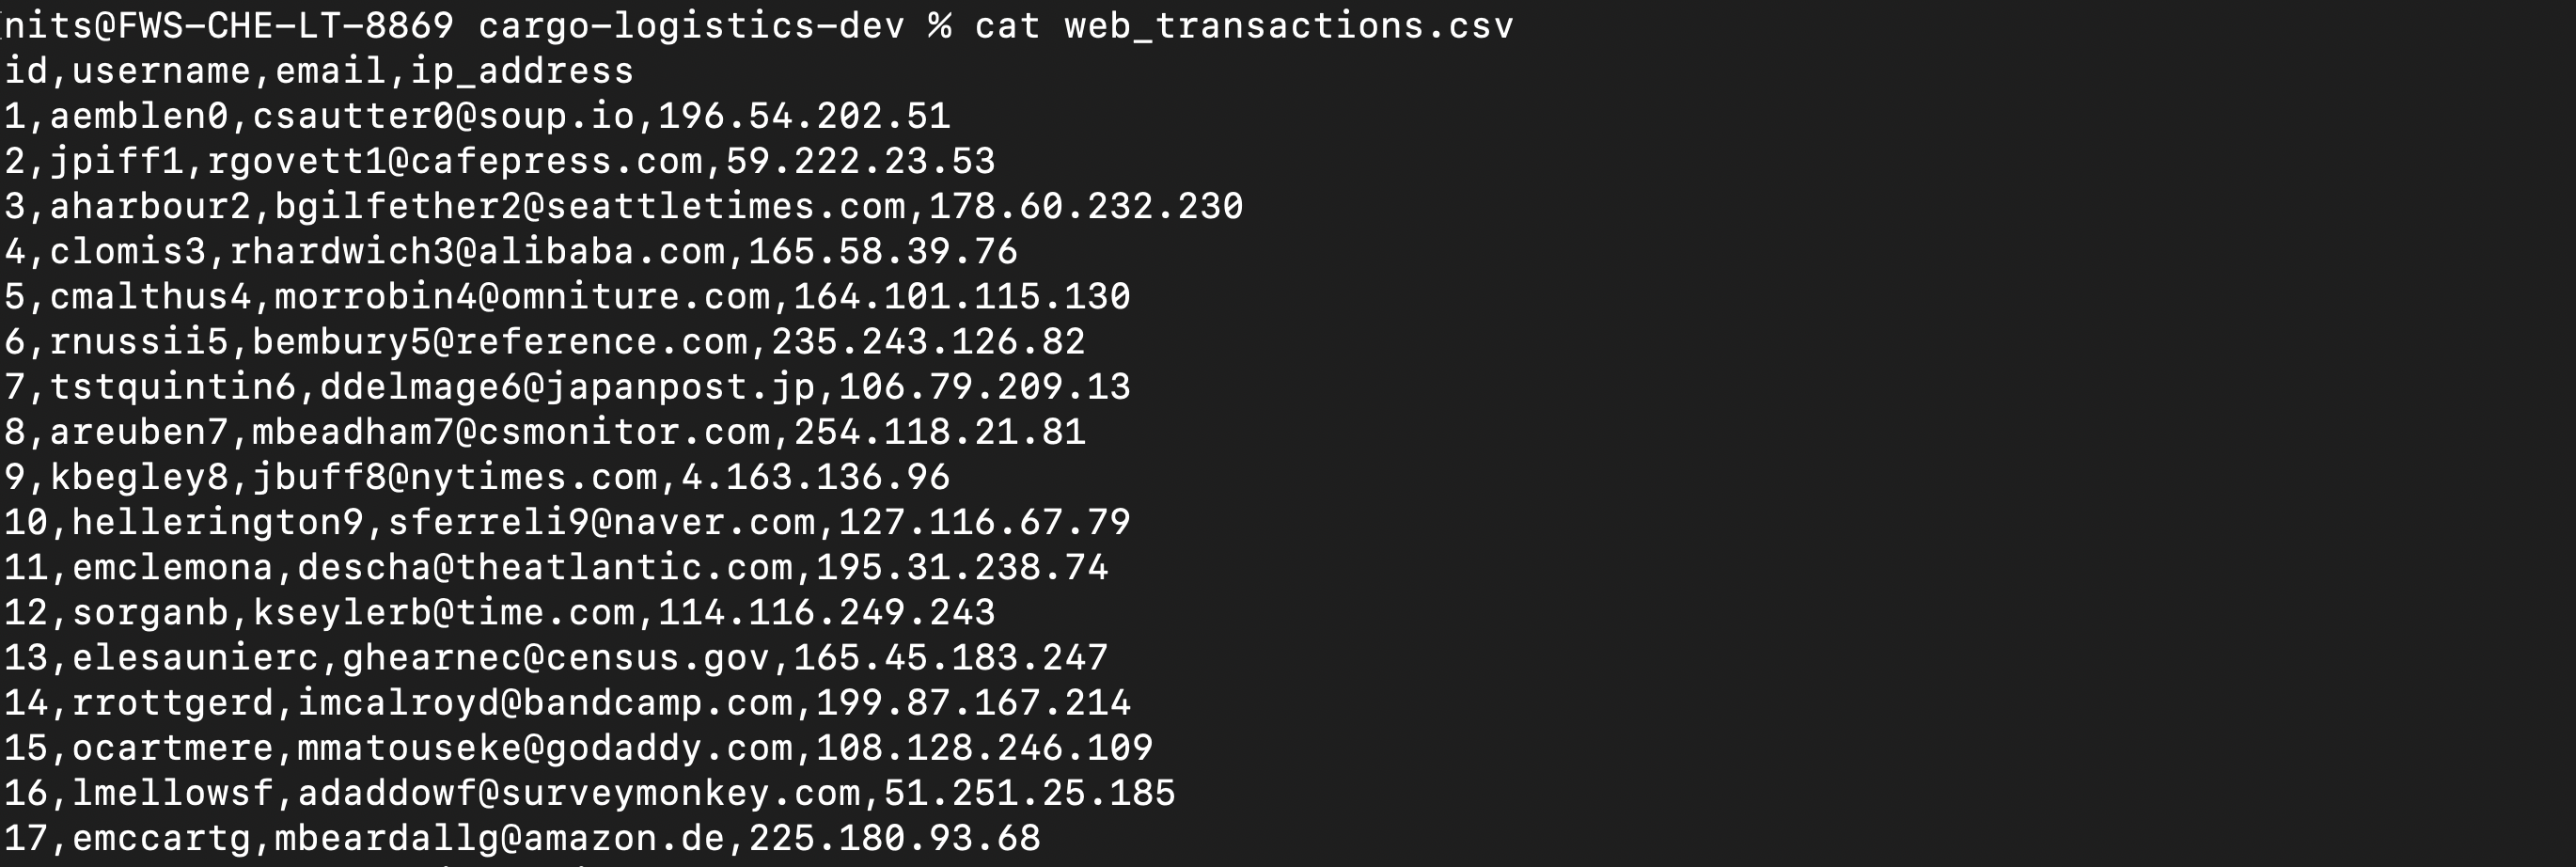 nits@FWS-CHE-LT-8869 cargo-logistics-dev % cat web_transactions.csv
id,username,email,ip_address
1,aemblen0,csautter0@soup.io,196.54.202.51
2,jpiff1,rgovett1@cafepress.com,59.222.23.53
3,aharbour2,bgilfether2@seattletimes.com,178.60.232.230
4,clomis3,rhardwich3@alibaba.com,165.58.39.76
5,cmalthus4,morrobin4@omniture.com,164.101.115.130
6,rnussii5,bembury5@reference.com,235.243.126.82
7,tstquintin6,ddelmage6@japanpost.jp,106.79.209.13
8,areuben7,mbeadham7@csmonitor.com,254.118.21.81
9,kbegley8,jbuff8@nytimes.com,4.163.136.96
10,hellerington9,sferreli9@naver.com,127.116.67.79
11,emclemona,descha@theatlantic.com,195.31.238.74
12,sorganb,kseylerb@time.com,114.116.249.243
13,elesaunierc,ghearnec@census.gov,165.45.183.247
14,rrottgerd,imcalroyd@bandcamp.com,199.87.167.214
15,ocartmere,mmatouseke@godaddy.com,108.128.246.109
16,lmellowsf,adaddowf@surveymonkey.com,51.251.25.185
17,emccartg,mbeardallg@amazon.de,225.180.93.68